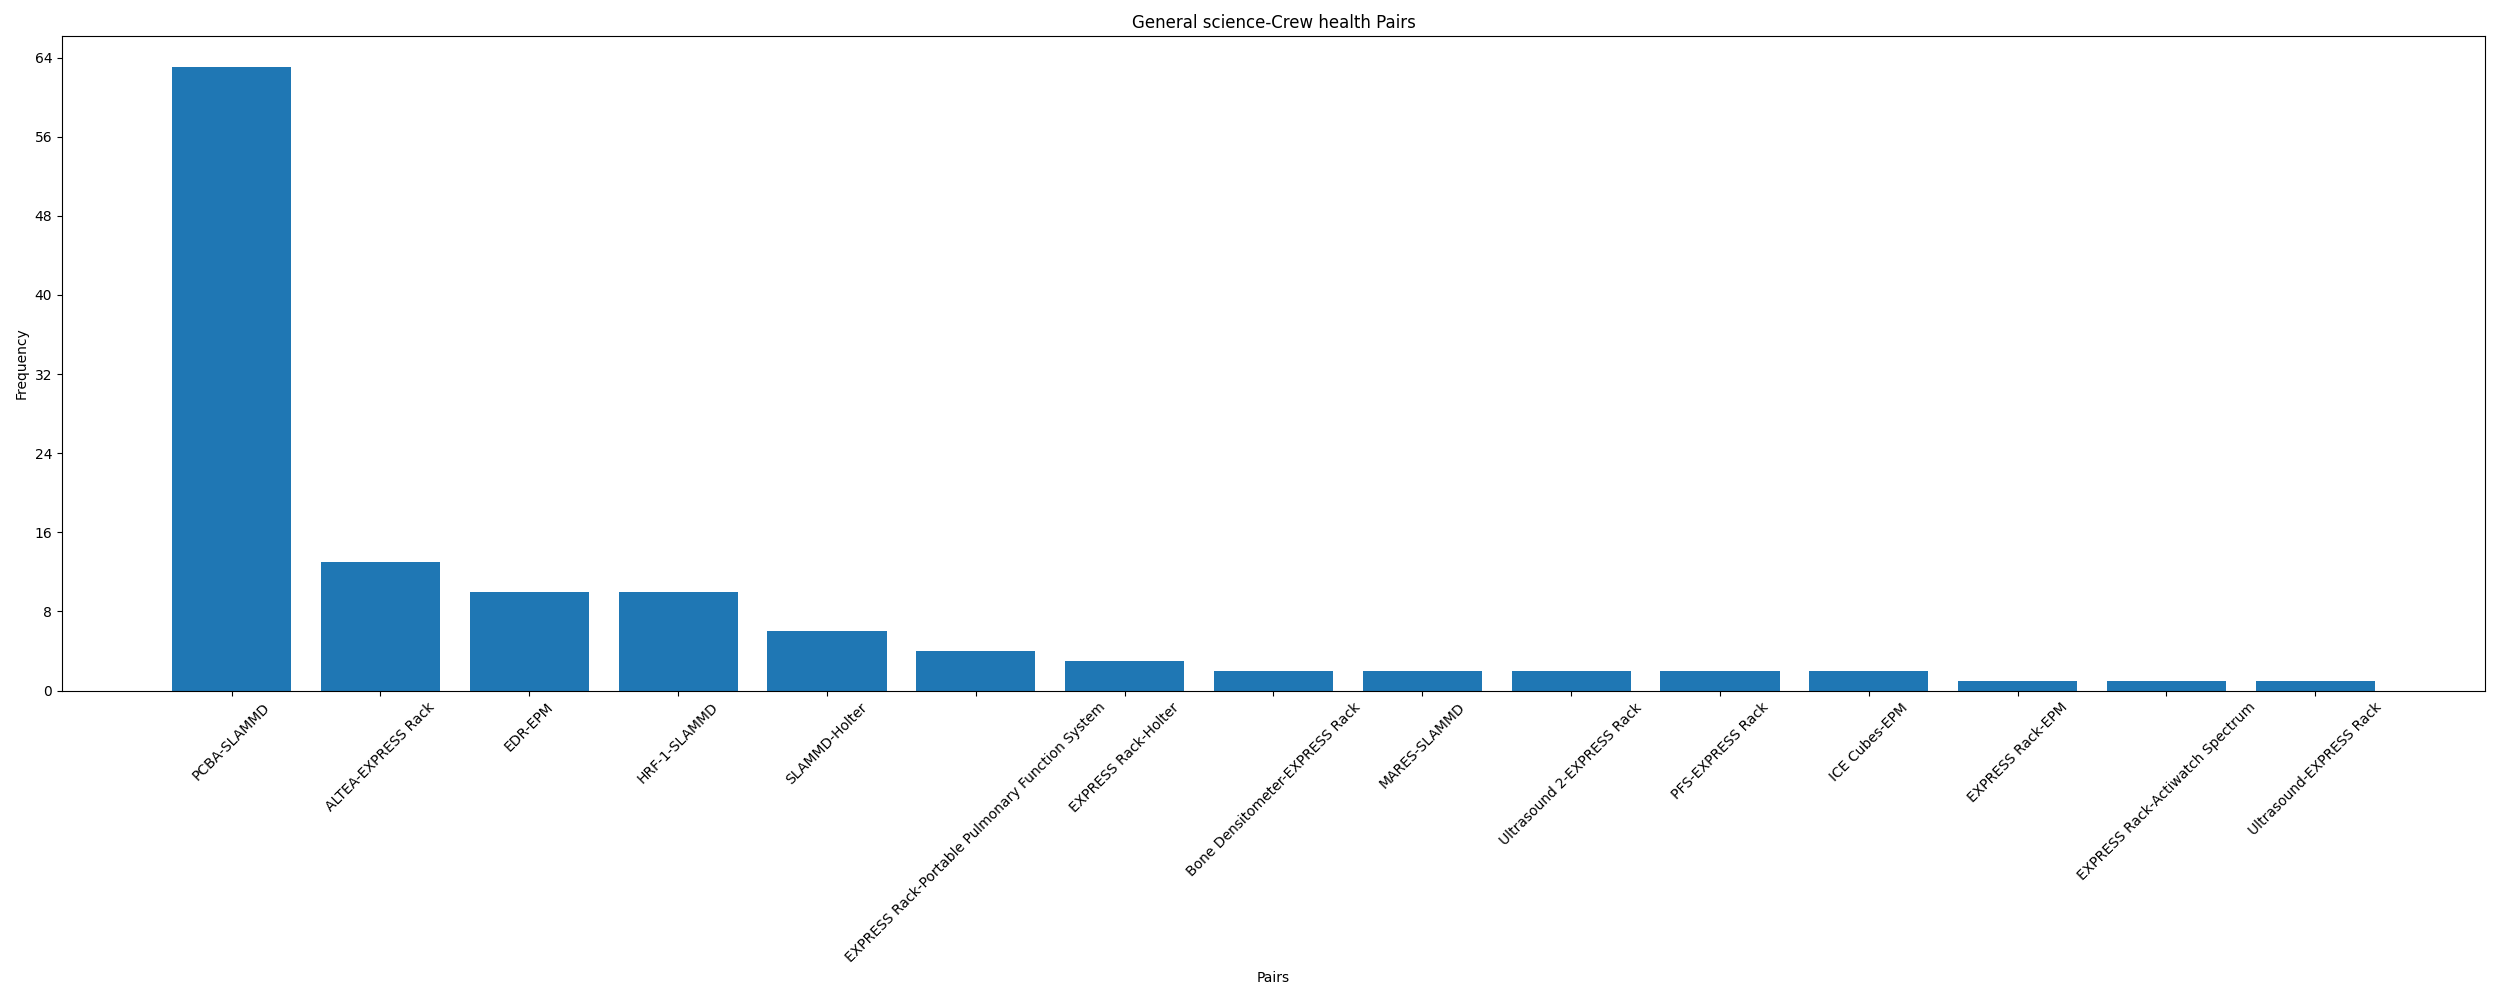 General science-Crew health Pairs
Frequency
64
56
48
40
32
24
16
8
0
PCBA-SLAMMD
ALTEA-EXPRESS Rack
EDR-EPM
HRF-1-SLAMMD
SLAMMD-Holter
EXPRESS Rack-Portable Pulmonary Function System
EXPRESS Rack-Holter
Bone Densitometer-EXPRESS Rack
MARES-SLAMMD
Ultrasound 2-EXPRESS Rack
PFS-EXPRESS Rack
ICE Cubes-EPM
EXPRESS Rack-EPM
EXPRESS Rack-Actiwatch Spectrum
Ultrasound-EXPRESS Rack
Pairs